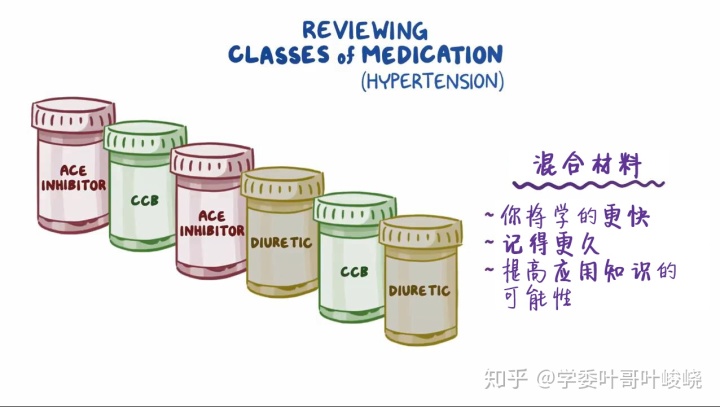 REVIEWING
CLASSES of MEDICATION
(HYPERTENSION)
ACE
INHIBITOR
CCB
ACE
INHIBITOR
DIURETIC
CCB
DIURETIC
混合材料
~你将学的更快
~记得更久
~提高应用知识的
可能性
知乎 @学委叶哥叶峻峣